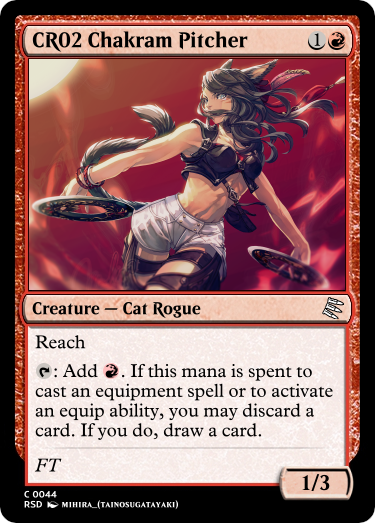 CR02 Chakram Pitcher 1
Creature — Cat Rogue
Reach
: Add . If this mana is spent to
cast an equipment spell or to activate
an equip ability, you may discard a
card. If you do, draw a card.
FT
1/3
C 0044
RSD MIHIRA_(TAINOSUGATAYAKI)